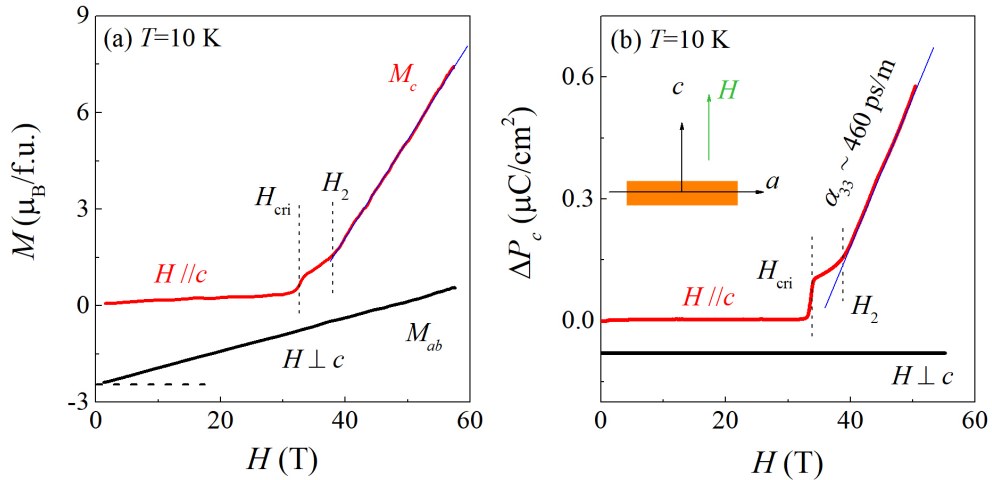 (a) T=10 K
9
6
3
0
-3
M (μB/f.u.)
Mc
Hcri
H2
H //c
Mab
H ⊥ c
0
20
40
60
H (T)
(b) T=10 K
0.6
0.3
0.0
ΔPc (μC/cm²)
c
H
a
α33 ~ 460 ps/m
Hcri
H //c
H2
H ⊥ c
0
20
40
60
H (T)